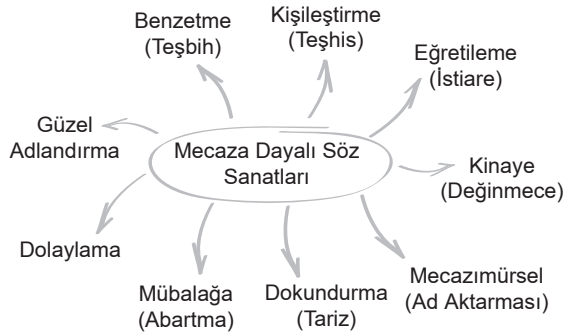 Benzetme
(Teşbih)
Kişileştirme
(Teşhis)
Eğretileme
(İstiare)
Güzel
Adlandırma
Mecaza Dayalı Söz
Sanatları
Kinaye
(Değinmece)
Dolaylama
Mübalağa
(Abartma)
Dokundurma
(Tariz)
Mecazımürsel
(Ad Aktarması)